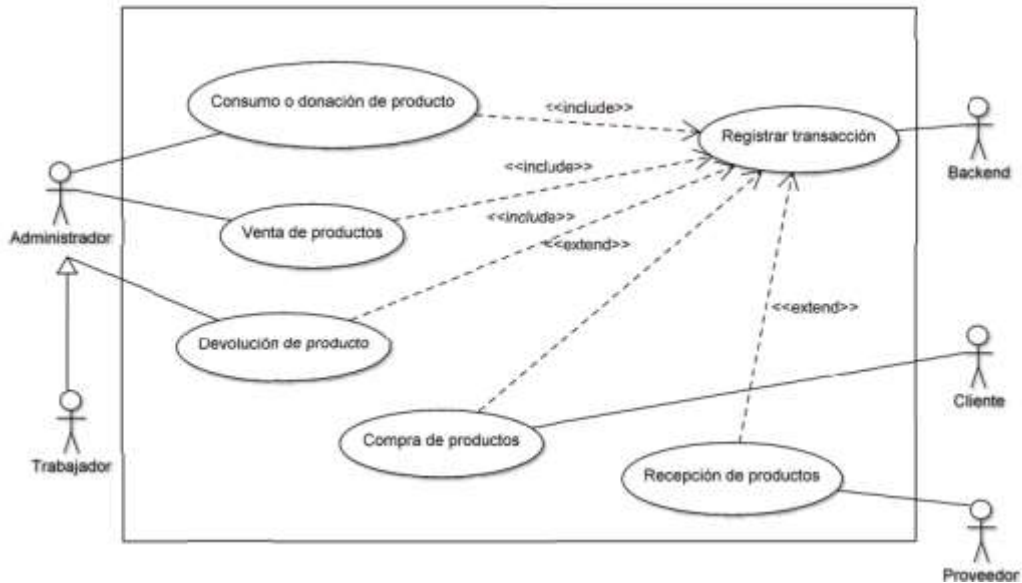 Consumo o donación de producto
<<include>>
Registrar transacción
Backend
<<include>>
Administrador
Venta de productos
<<include>>
<<extend>>
<<extend>>
Devolución de producto
Cliente
Compra de productos
Trabajador
Recepción de productos
Proveedor